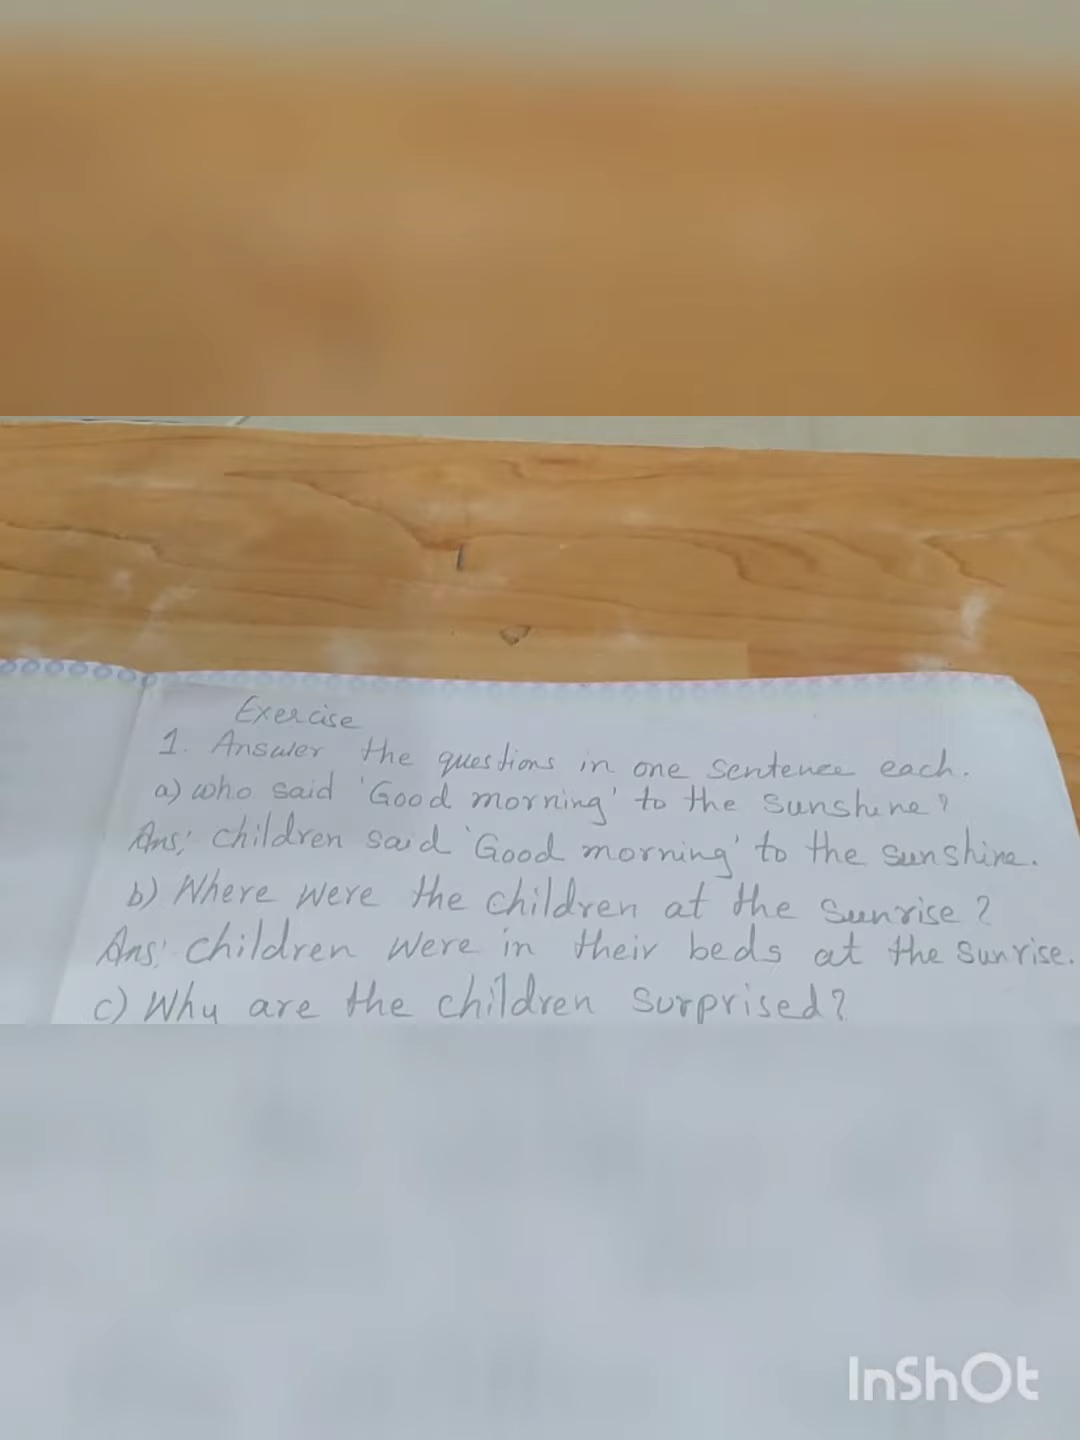 Exercise
1. Answer the questions in one sentence each.
a) who said 'Good morning' to the sunshine?
Ans: children said 'Good morning' to the sunshine.
b) Where were the children at the sunrise?
Ans: children were in their beds at the sunrise.
c) Why are the children surprised?
InShOt